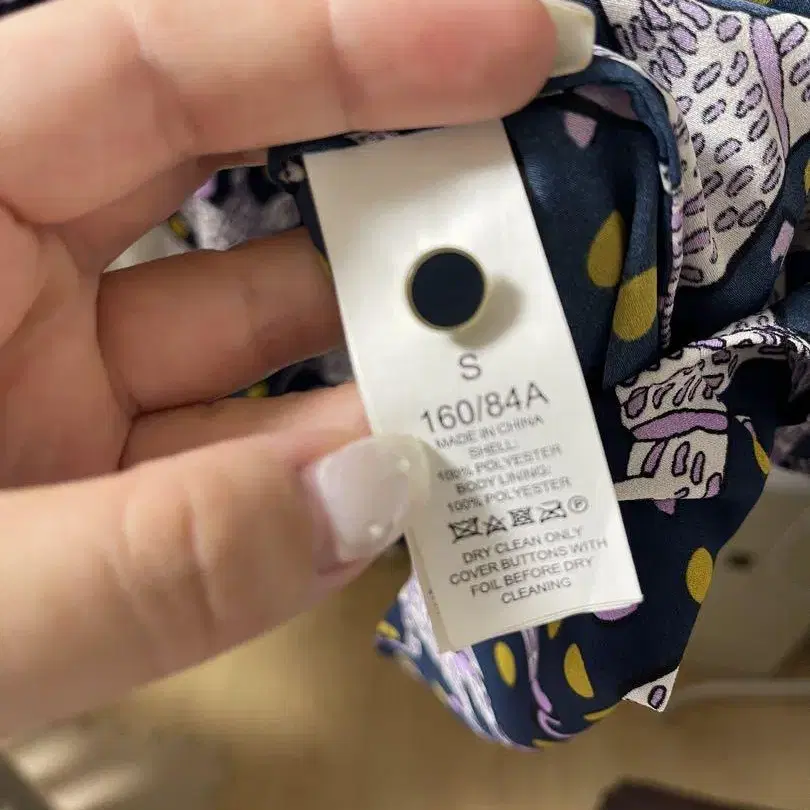 S
160/84A
MADE IN CHINA
SHELL:
100% POLYESTER
BODY LINING:
100% POLYESTER
P
DRY CLEAN ONLY
COVER BUTTONS WITH
FOIL BEFORE DRY
CLEANING